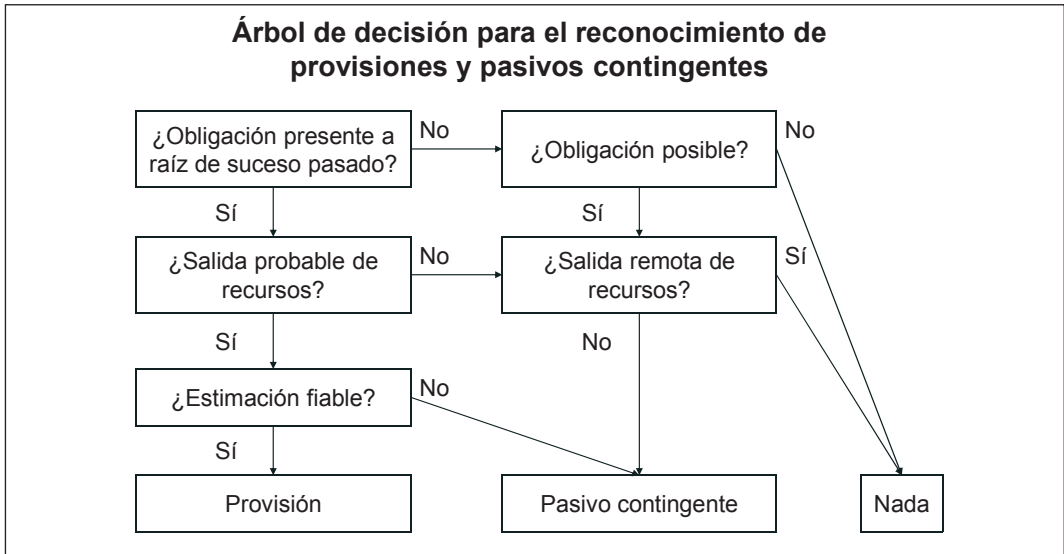 Árbol de decisión para el reconocimiento de
provisiones y pasivos contingentes
¿Obligación presente a
raíz de suceso pasado?
No
¿Obligación posible?
No
Sí
Sí
¿Salida probable de
recursos?
No
¿Salida remota de
recursos?
Sí
Sí
No
¿Estimación fiable?
No
Sí
Provisión
Pasivo contingente
Nada